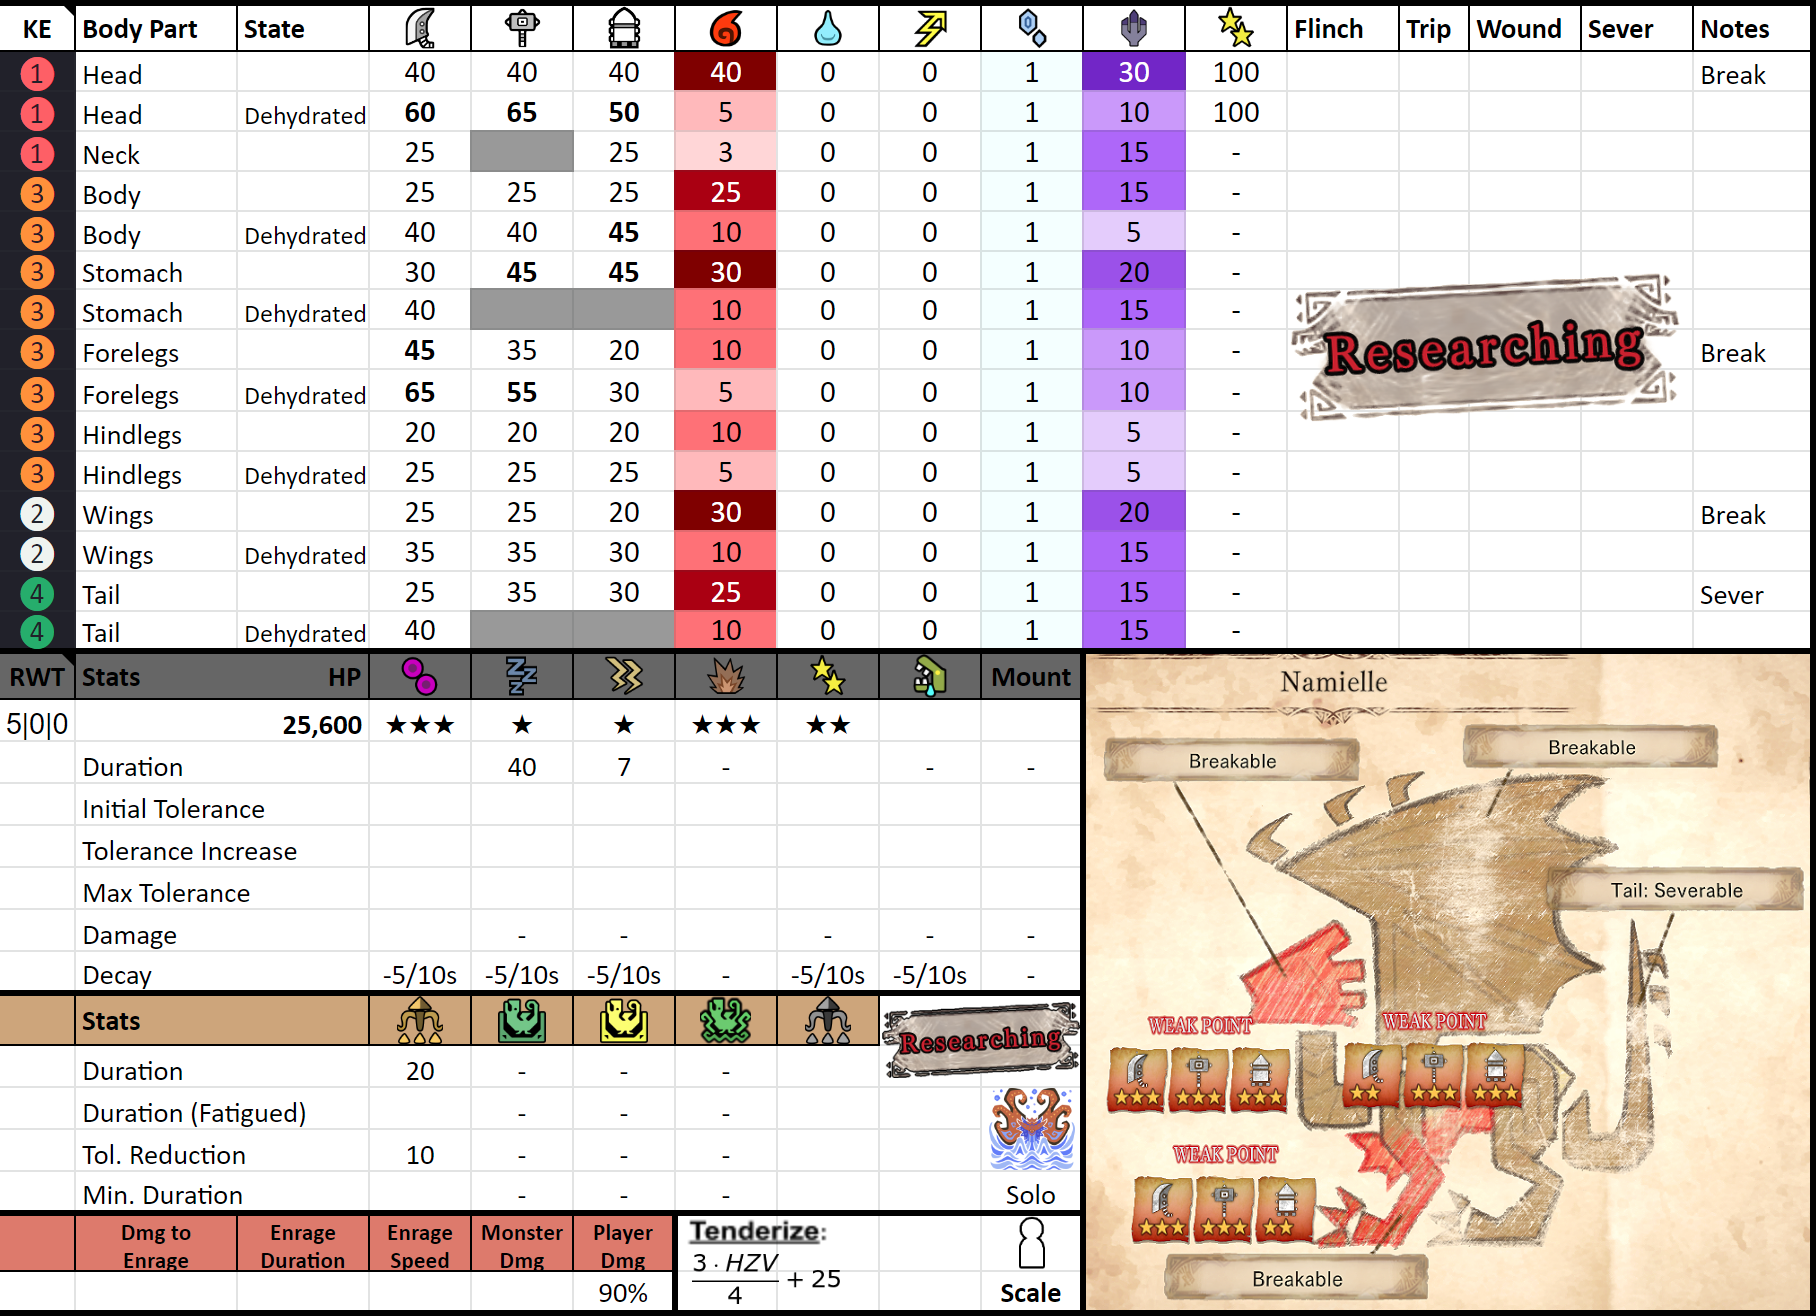 KE Body Part State Flinch Trip Wound Sever Notes
1 Head 40 40 40 40 0 0 1 30 100 Break
1 Head Dehydrated 60 65 50 5 0 0 1 10 100
1 Neck 25 25 3 0 0 1 15 -
3 Body 25 25 25 25 0 0 1 15 -
3 Body Dehydrated 40 40 45 10 0 0 1 5 -
3 Stomach 30 45 45 30 0 0 1 20 -
3 Stomach Dehydrated 40 10 0 0 1 15 -
3 Forelegs 45 35 20 10 0 0 1 10 - Break
3 Forelegs Dehydrated 65 55 30 5 0 0 1 10 -
3 Hindlegs 20 20 20 10 0 0 1 5 -
3 Hindlegs Dehydrated 25 25 25 5 0 0 1 5 -
2 Wings 25 25 20 30 0 0 1 20 - Break
2 Wings Dehydrated 35 35 30 10 0 0 1 15 -
4 Tail 25 35 30 25 0 0 1 15 - Sever
4 Tail Dehydrated 40 10 0 0 1 15 -
Researching
RWT Stats HP Mount
5|0|0 25,600 ★★★ ★ ★ ★★★ ★★
Duration 40 7 - - -
Initial Tolerance
Tolerance Increase
Max Tolerance
Damage - - - - -
Decay -5/10s -5/10s -5/10s - -5/10s -5/10s -
Stats
Researching
Duration 20 - - -
Duration (Fatigued) - - -
Tol. Reduction 10 - - -
Min. Duration - - - Solo
Dmg to Enrage Enrage Duration Enrage Speed Monster Dmg Player Dmg
90%
Tenderize:
3 · HZV
4
+ 25
Scale
Namielle
Breakable
Breakable
Tail: Severable
WEAK POINT
WEAK POINT
WEAK POINT
Breakable